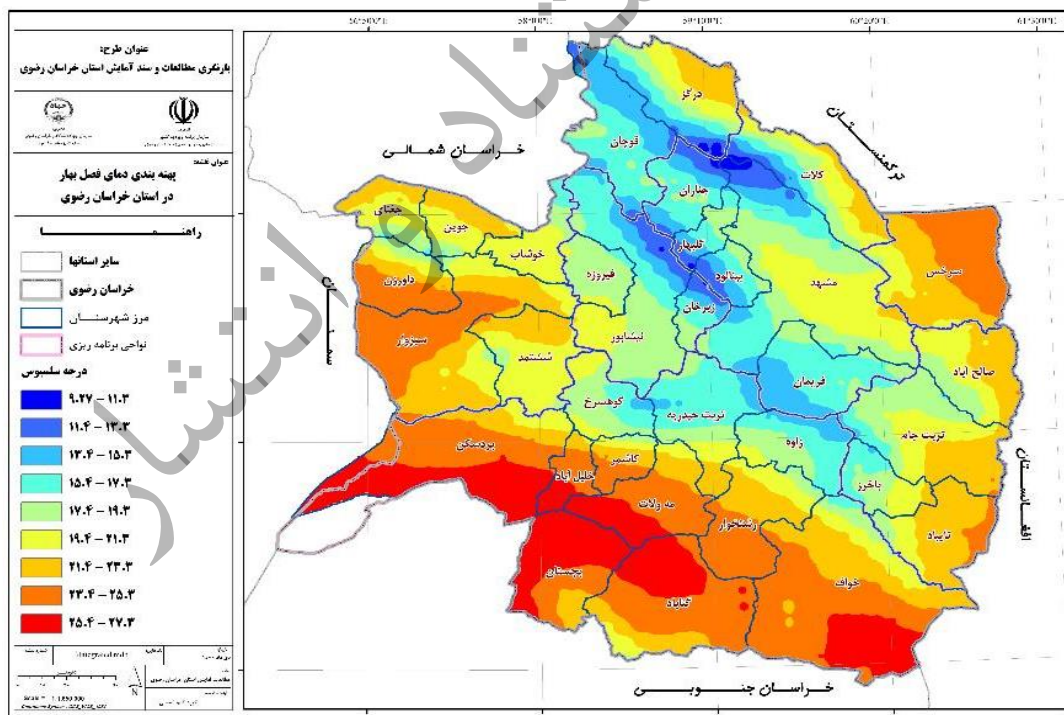 عنوان طرح:
بازنگری مطالعات و سند آمایش استان خراسان رضوی
عنوان نقشه:
پهنه بندی دمای فصل بهار
در استان خراسان رضوی
راهنما
سایر استانها
خراسان رضوی
مرز شهرستان
نواحی برنامه ریزی
درجه سلسیوس
۹.۲۷ – ۱۱.۳
۱۱.۴ – ۱۳.۳
۱۳.۴ – ۱۵.۳
۱۵.۴ – ۱۷.۳
۱۷.۴ – ۱۹.۳
۱۹.۴ – ۲۱.۳
۲۱.۴ – ۲۳.۳
۲۳.۴ – ۲۵.۳
۲۵.۴ – ۲۷.۳
N
58°0'0"E
خراسان شمالی
ترکمنستان
سمنان
افغانستان
خراسان جنوبی
درگز
قوچان
کلات
چناران
جغتای
جوین
خوشاب
گلبهار
بینالود
مشهد
سرخس
داورزن
فیروزه
زبرخان
سبزوار
ششتمد
نیشابور
فریمان
صالح آباد
کوهسرخ
تربت حیدریه
تربت جام
زاوه
بردسکن
کاشمر
خلیل آباد
باخرز
مه ولات
رشتخوار
تایباد
بجستان
گناباد
خواف
استناد و انتشار